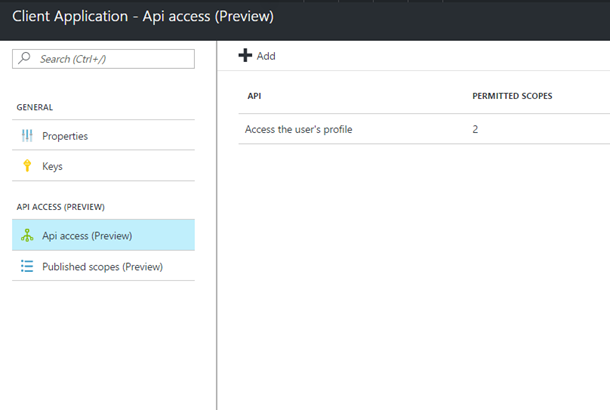 Client Application - Api access (Preview)
Search (Ctrl+/)
Add
GENERAL
Properties
Keys
API ACCESS (PREVIEW)
Api access (Preview)
Published scopes (Preview)
API PERMITTED SCOPES
Access the user's profile 2